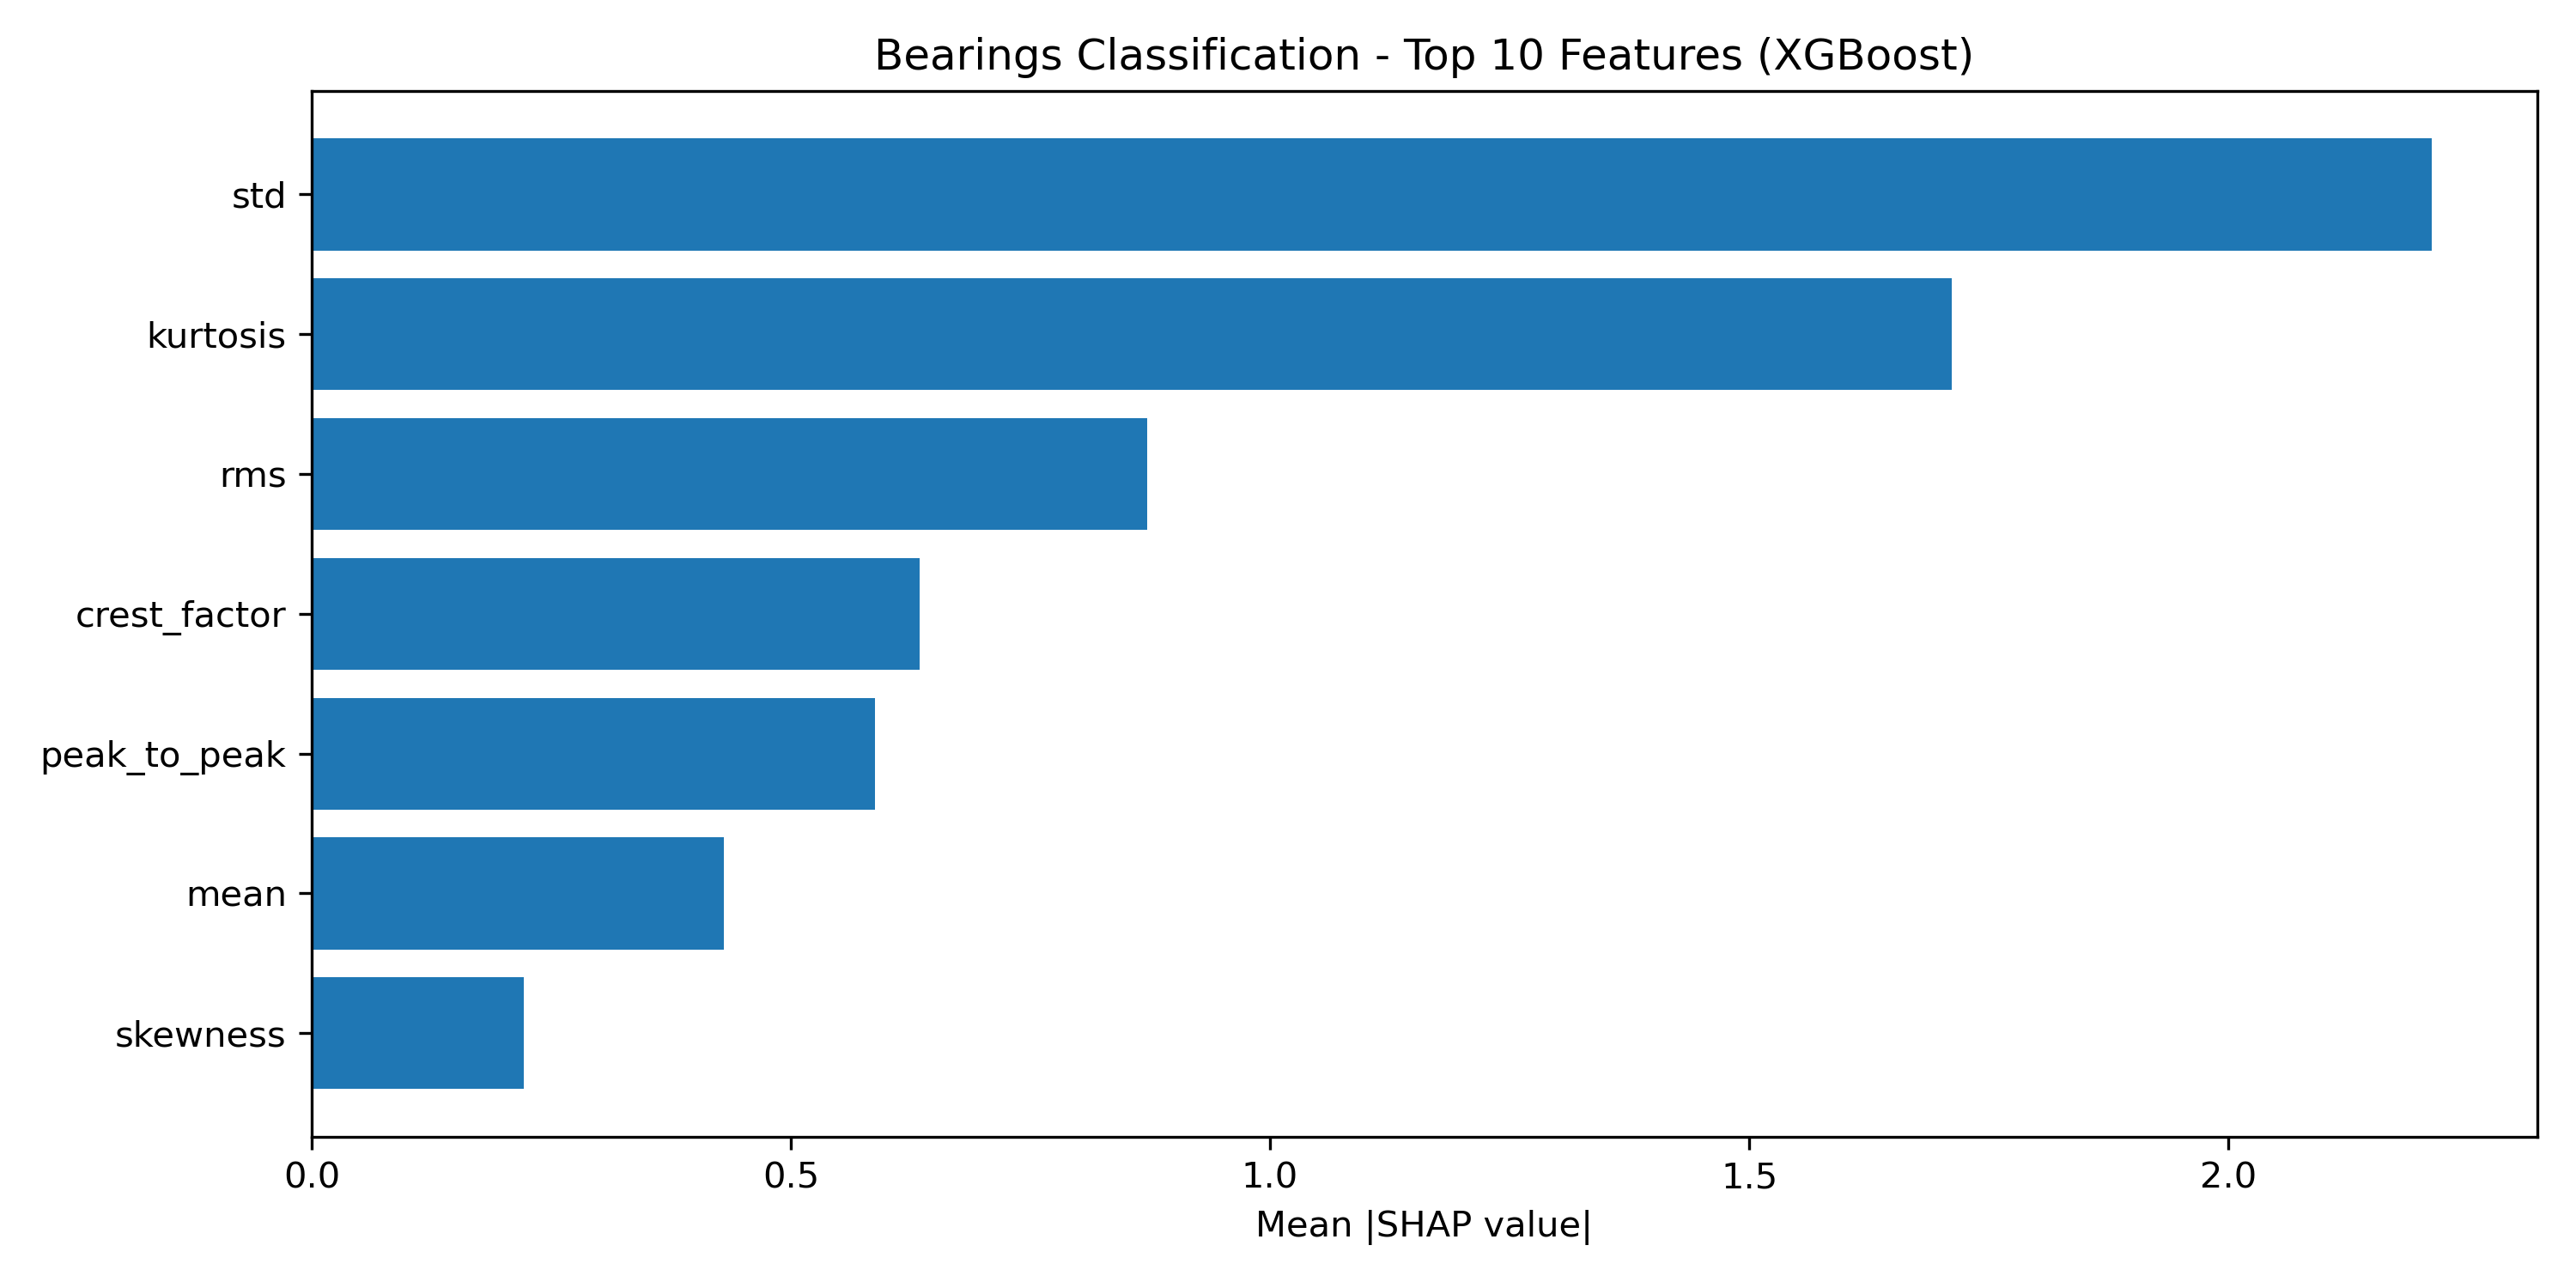 Bearings Classification - Top 10 Features (XGBoost)
std
kurtosis
rms
crest_factor
peak_to_peak
mean
skewness
0.0 0.5 1.0 1.5 2.0
Mean |SHAP value|